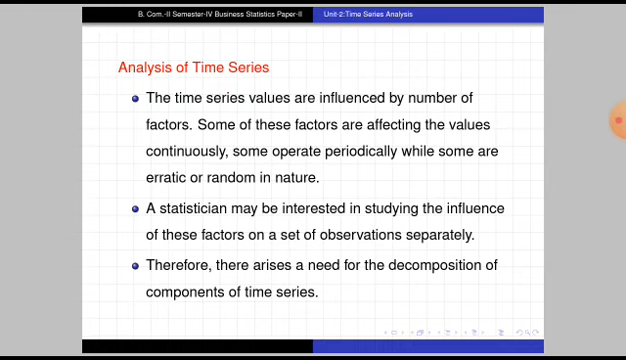 B. Com.-II Semester-IV Business Statistics Paper-II Unit-2:Time Series Analysis
Analysis of Time Series
The time series values are influenced by number of
factors. Some of these factors are affecting the values
continuously, some operate periodically while some are
erratic or random in nature.
A statistician may be interested in studying the influence
of these factors on a set of observations separately.
Therefore, there arises a need for the decomposition of
components of time series.